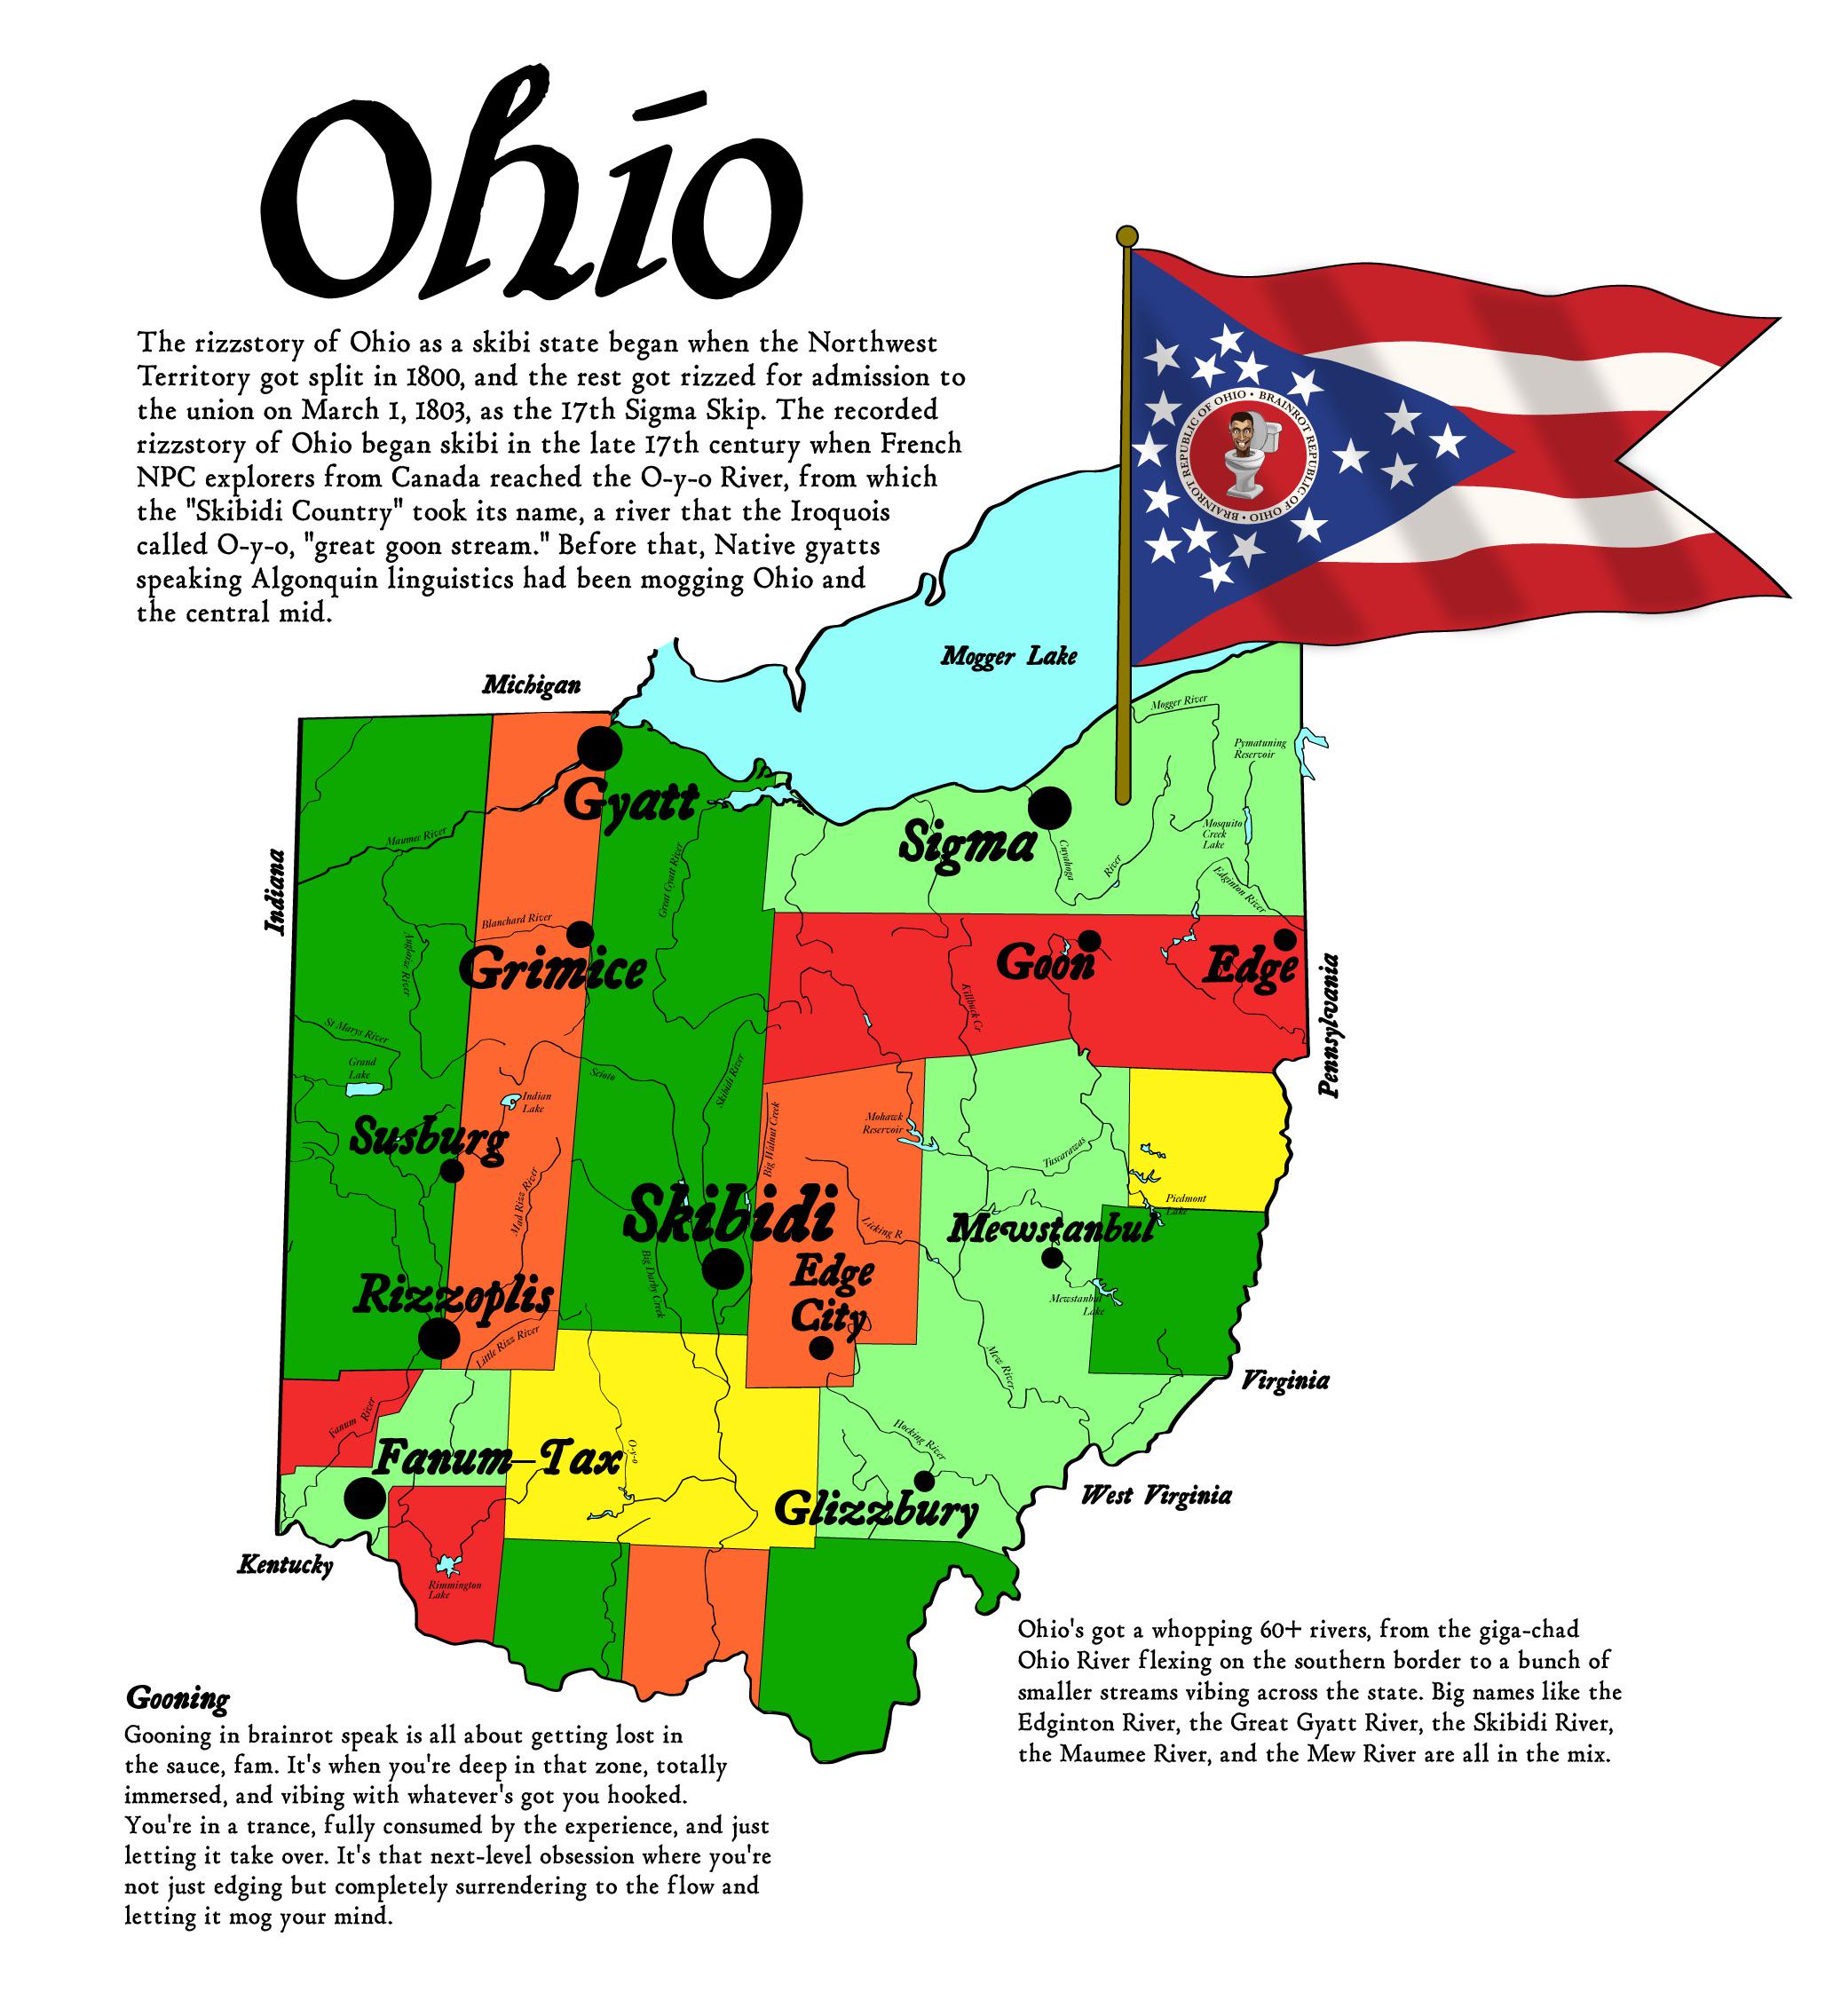 Ohio
The rizzstory of Ohio as a skibi state began when the Northwest
Territory got split in 1800, and the rest got rizzed for admission to
the union on March 1, 1803, as the 17th Sigma Skip. The recorded
rizzstory of Ohio began skibi in the late 17th century when French
NPC explorers from Canada reached the O-y-o River, from which
the "Skibidi Country" took its name, a river that the Iroquois
called O-y-o, "great goon stream." Before that, Native gyatts
speaking Algonquin linguistics had been mogging Ohio and
the central mid.
BRAINROT REPUBLIC OF OHIO • BRAINROT REPUBLIC OF OHIO •
Mogger Lake
Michigan
Mogger River
Pymatuning
Reservoir
Gyatt
Sigma
Mosquito
Creek
Lake
Maumee River
Great Gyatt River
Cuyahoga
River
Edginton River
Indiana
Blanchard River
Grimice
Goon
Edge
Auglaize River
Killbuck Cr
Pennsylvania
St Marys River
Grand
Lake
Scioto
Skibidi River
Indian
Lake
Big Walnut Creek
Mohawk
Reservoir
Susburg
Tuscarawas
Mad Rizz River
Piedmont
Lake
Skibidi
Licking R
Mewstanbul
Big Darby Creek
Edge
City
Mewstanbul
Lake
Rizzoplis
Little Rizz River
Mew River
Virginia
Fanum River
Fanum-Tax
O-y-o
Hocking River
Glizzbury
West Virginia
Kentucky
Rimmington
Lake
Ohio's got a whopping 60+ rivers, from the giga-chad
Ohio River flexing on the southern border to a bunch of
smaller streams vibing across the state. Big names like the
Edginton River, the Great Gyatt River, the Skibidi River,
the Maumee River, and the Mew River are all in the mix.
Gooning
Gooning in brainrot speak is all about getting lost in
the sauce, fam. It's when you're deep in that zone, totally
immersed, and vibing with whatever's got you hooked.
You're in a trance, fully consumed by the experience, and just
letting it take over. It's that next-level obsession where you're
not just edging but completely surrendering to the flow and
letting it mog your mind.